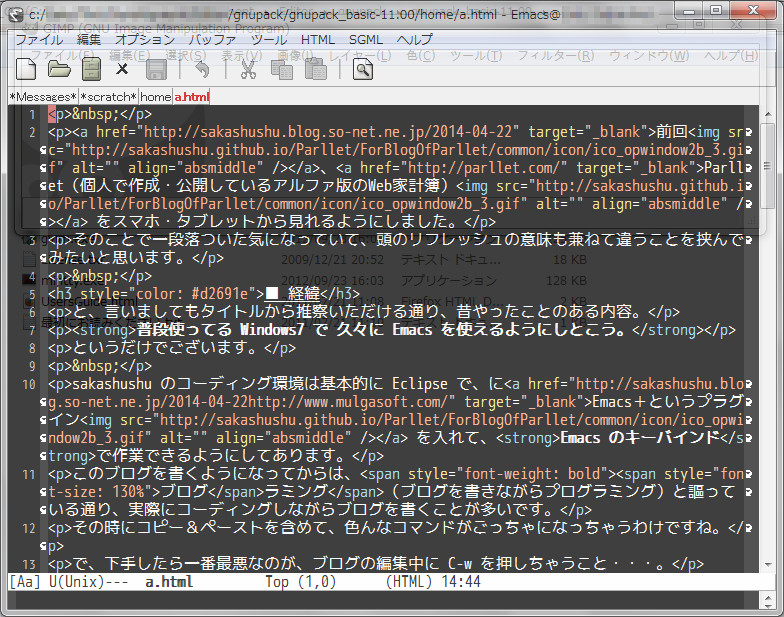 c:/ /gnupack/gnupack_basic-11:00/home/a.html - Emacs@
GIMP (GNU Image Manipulation Program)
ファイル 編集 オプション バッファ ツール HTML SGML ヘルプ
ファイル(F) 編集(E) 選択(S) 表示(V) 画像(I) レイヤー(L) 色(C) ツール(T) フィルター(R) ウィンドウ(W) ヘルプ(H)
*Messages* *scratch* home a.html
1 <p>&nbsp;</p>
2 <p><a href="http://sakashushu.blog.so-net.ne.jp/2014-04-22" target="_blank">前回<img sr
c="http://sakashushu.github.io/Parllet/ForBlogOfParllet/common/icon/ico_opwindow2b_3.gi
f" alt="" align="absmiddle" /></a>、<a href="http://parllet.com/" target="_blank">Parll
et（個人で作成・公開しているアルファ版のWeb家計簿）<img src="http://sakashushu.github.i
o/Parllet/ForBlogOfParllet/common/icon/ico_opwindow2b_3.gif" alt="" align="absmiddle" /
></a> をスマホ・タブレットから見れるようにしました。</p>
3 <p>そのことで一段落ついた気になっていて、頭のリフレッシュの意味も兼ねて違うことを挟んで
みたいと思います。</p>
2009/12/21 20:52 テキスト ドキュ... 18 KB
4 <p>&nbsp;</p>
mintty.exe 2012/09/23 16:03 アプリケーション 128 KB
5 <h3 style="color: #d2691e">■ 経緯</h3>
6 <p>と、言いましてもタイトルから推察いただける通り、昔やったことのある内容。</p>
7 <p><strong>普段使ってる Windows7 で 久々に Emacs を使えるようにしとこう。</strong></p>
8 <p>というだけでございます。</p>
9 <p>&nbsp;</p>
10 <p>sakashushu のコーディング環境は基本的に Eclipse で、に<a href="http://sakashushu.blo
g.so-net.ne.jp/2014-04-22http://www.mulgasoft.com/" target="_blank">Emacs＋というプラグ
イン<img src="http://sakashushu.github.io/Parllet/ForBlogOfParllet/common/icon/ico_opwi
ndow2b_3.gif" alt="" align="absmiddle" /></a> を入れて、<strong>Emacs のキーバインド</s
trong>で作業できるようにしてあります。</p>
11 <p>このブログを書くようになってからは、<span style="font-weight: bold"><span style="fon
t-size: 130%">ブログ</span>ラミング</span>（ブログを書きながらプログラミング）と謳って
いる通り、実際にコーディングしながらブログを書くことが多いです。</p>
12 <p>その時にコピー＆ペーストを含めて、色んなコマンドがごっちゃになっちゃうわけですね。</
p>
13 <p>で、下手したら一番最悪なのが、ブログの編集中に C-w を押しちゃうこと・・・。</p>
[Aa] U(Unix)--- a.html Top (1,0) (HTML) 14:44